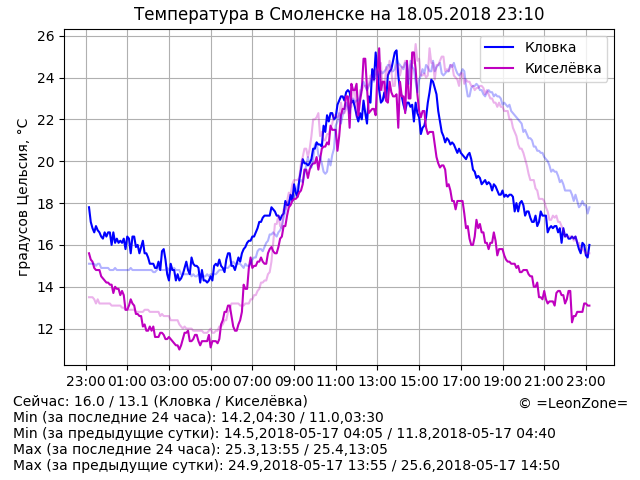 Температура в Смоленске на 18.05.2018 23:10
26
24
22
20
18
16
14
12
градусов Цельсия, °C
Кловка
Киселёвка
23:00 01:00 03:00 05:00 07:00 09:00 11:00 13:00 15:00 17:00 19:00 21:00 23:00
Сейчас: 16.0 / 13.1 (Кловка / Киселёвка)
© =LeonZone=
Min (за последние 24 часа): 14.2,04:30 / 11.0,03:30
Min (за предыдущие сутки): 14.5,2018-05-17 04:05 / 11.8,2018-05-17 04:40
Max (за последние 24 часа): 25.3,13:55 / 25.4,13:05
Max (за предыдущие сутки): 24.9,2018-05-17 13:55 / 25.6,2018-05-17 14:50